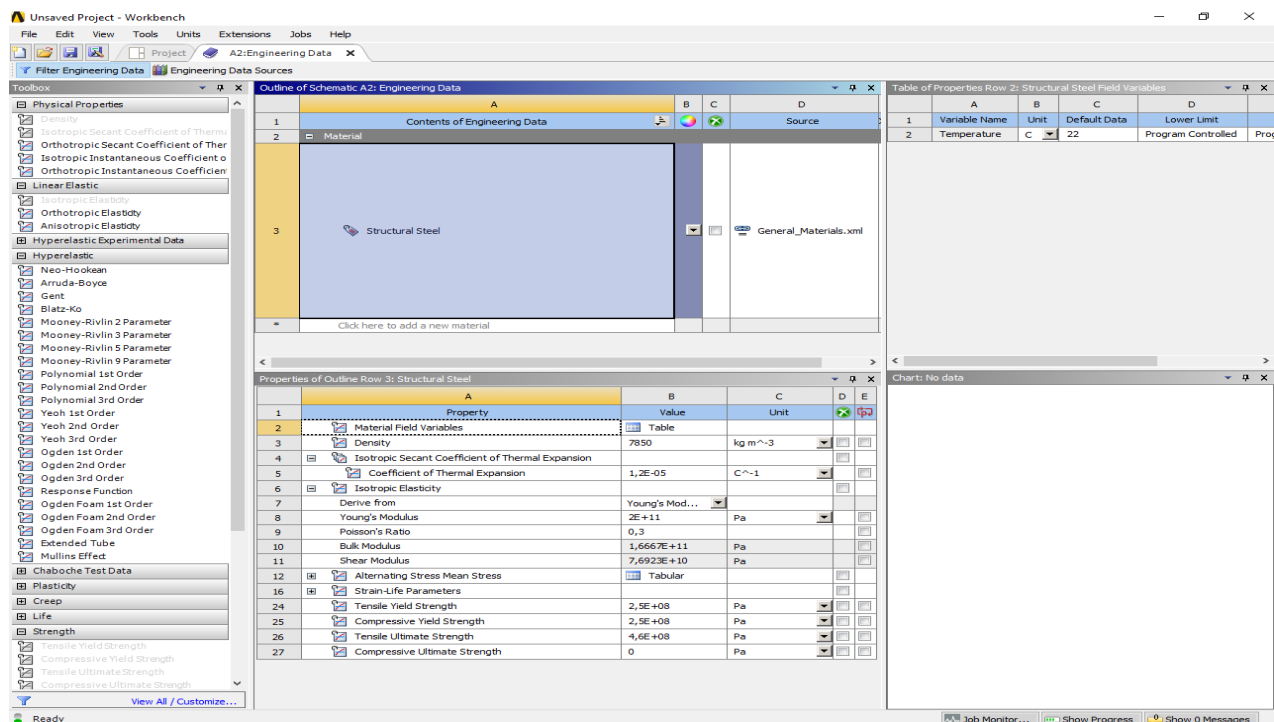 Unsaved Project - Workbench
File Edit View Tools Units Extensions Jobs Help
Project A2:Engineering Data
Filter Engineering Data Engineering Data Sources
Toolbox
Physical Properties
Density
Isotropic Secant Coefficient of Therma
Orthotropic Secant Coefficient of Ther
Isotropic Instantaneous Coefficient o
Orthotropic Instantaneous Coefficient
Linear Elastic
Isotropic Elasticity
Orthotropic Elasticity
Anisotropic Elasticity
Hyperelastic Experimental Data
Hyperelastic
Neo-Hookean
Arruda-Boyce
Gent
Blatz-Ko
Mooney-Rivlin 2 Parameter
Mooney-Rivlin 3 Parameter
Mooney-Rivlin 5 Parameter
Mooney-Rivlin 9 Parameter
Polynomial 1st Order
Polynomial 2nd Order
Polynomial 3rd Order
Yeoh 1st Order
Yeoh 2nd Order
Yeoh 3rd Order
Ogden 1st Order
Ogden 2nd Order
Ogden 3rd Order
Response Function
Ogden Foam 1st Order
Ogden Foam 2nd Order
Ogden Foam 3rd Order
Extended Tube
Mullins Effect
Chaboche Test Data
Plasticity
Creep
Life
Strength
Tensile Yield Strength
Compressive Yield Strength
Tensile Ultimate Strength
Compressive Ultimate Strength
View All / Customize...
Outline of Schematic A2: Engineering Data
A B C D
1 Contents of Engineering Data Source
2 Material
3 Structural Steel General_Materials.xml
* Click here to add a new material
Properties of Outline Row 3: Structural Steel
A B C D E
1 Property Value Unit
2 Material Field Variables Table
3 Density 7850 kg m^-3
4 Isotropic Secant Coefficient of Thermal Expansion
5 Coefficient of Thermal Expansion 1,2E-05 C^-1
6 Isotropic Elasticity
7 Derive from Young's Mod...
8 Young's Modulus 2E+11 Pa
9 Poisson's Ratio 0,3
10 Bulk Modulus 1,6667E+11 Pa
11 Shear Modulus 7,6923E+10 Pa
12 Alternating Stress Mean Stress Tabular
16 Strain-Life Parameters
24 Tensile Yield Strength 2,5E+08 Pa
25 Compressive Yield Strength 2,5E+08 Pa
26 Tensile Ultimate Strength 4,6E+08 Pa
27 Compressive Ultimate Strength 0 Pa
Table of Properties Row 2: Structural Steel Field Variables
A B C D
1 Variable Name Unit Default Data Lower Limit
2 Temperature C 22 Program Controlled Prog
Chart: No data
Ready Job Monitor... Show Progress Show 0 Messages